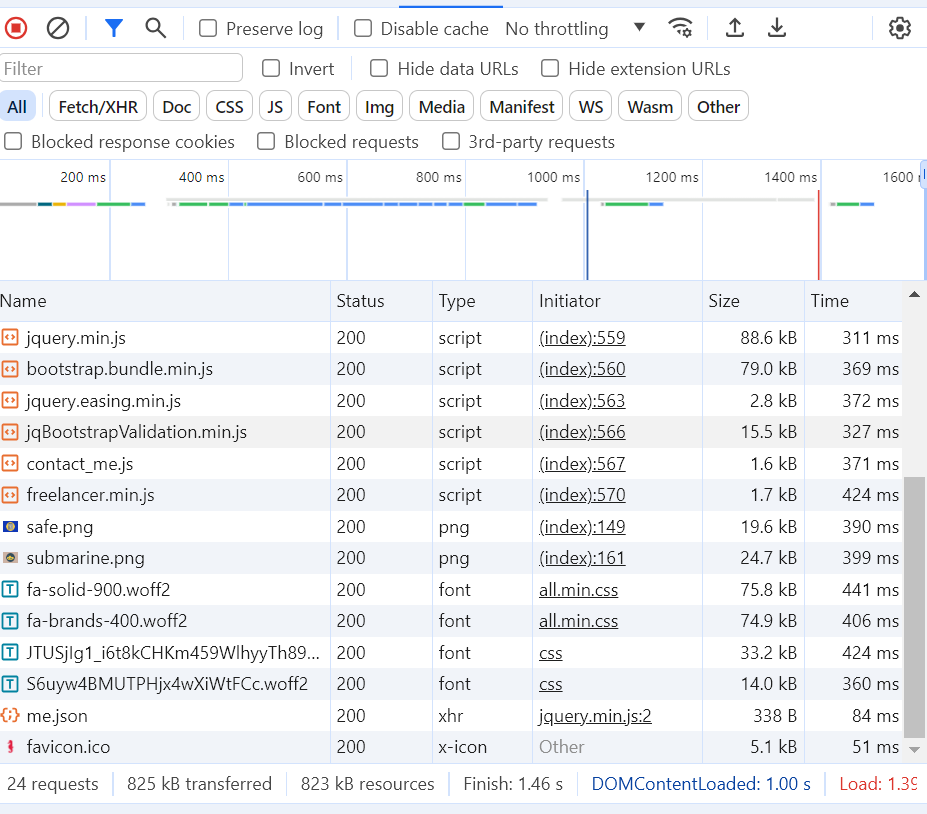 Preserve log Disable cache No throttling
Filter Invert Hide data URLs Hide extension URLs
All Fetch/XHR Doc CSS JS Font Img Media Manifest WS Wasm Other
Blocked response cookies Blocked requests 3rd-party requests
200 ms 400 ms 600 ms 800 ms 1000 ms 1200 ms 1400 ms 1600
Name Status Type Initiator Size Time
jquery.min.js 200 script (index):559 88.6 kB 311 ms
bootstrap.bundle.min.js 200 script (index):560 79.0 kB 369 ms
jquery.easing.min.js 200 script (index):563 2.8 kB 372 ms
jqBootstrapValidation.min.js 200 script (index):566 15.5 kB 327 ms
contact_me.js 200 script (index):567 1.6 kB 371 ms
freelancer.min.js 200 script (index):570 1.7 kB 424 ms
safe.png 200 png (index):149 19.6 kB 390 ms
submarine.png 200 png (index):161 24.7 kB 399 ms
fa-solid-900.woff2 200 font all.min.css 75.8 kB 441 ms
fa-brands-400.woff2 200 font all.min.css 74.9 kB 406 ms
JTUSjIg1_i6t8kCHKm459WlhyyTh89... 200 font css 33.2 kB 424 ms
S6uyw4BMUTPHjx4wXiWtFCc.woff2 200 font css 14.0 kB 360 ms
me.json 200 xhr jquery.min.js:2 338 B 84 ms
favicon.ico 200 x-icon Other 5.1 kB 51 ms
24 requests 825 kB transferred 823 kB resources Finish: 1.46 s DOMContentLoaded: 1.00 s Load: 1.39